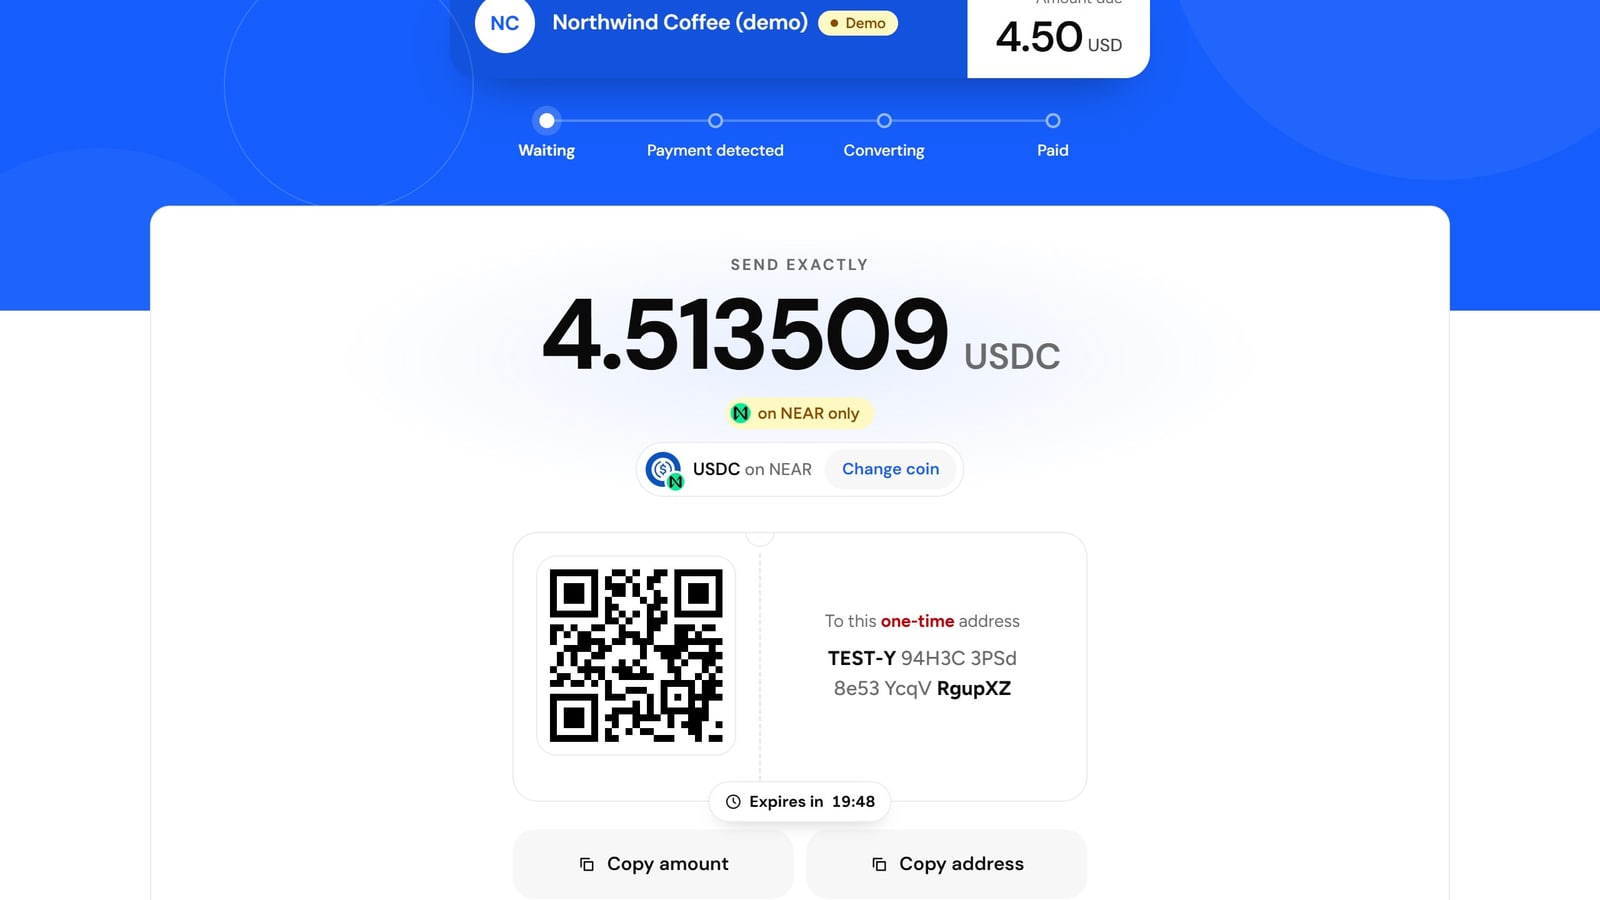 Amount due
NC Northwind Coffee (demo) Demo
4.50 USD
Waiting Payment detected Converting Paid
SEND EXACTLY
4.513509 USDC
on NEAR only
USDC on NEAR Change coin
To this one-time address
TEST-Y 94H3C 3PSd
8e53 YcqV RgupXZ
Expires in 19:48
Copy amount Copy address